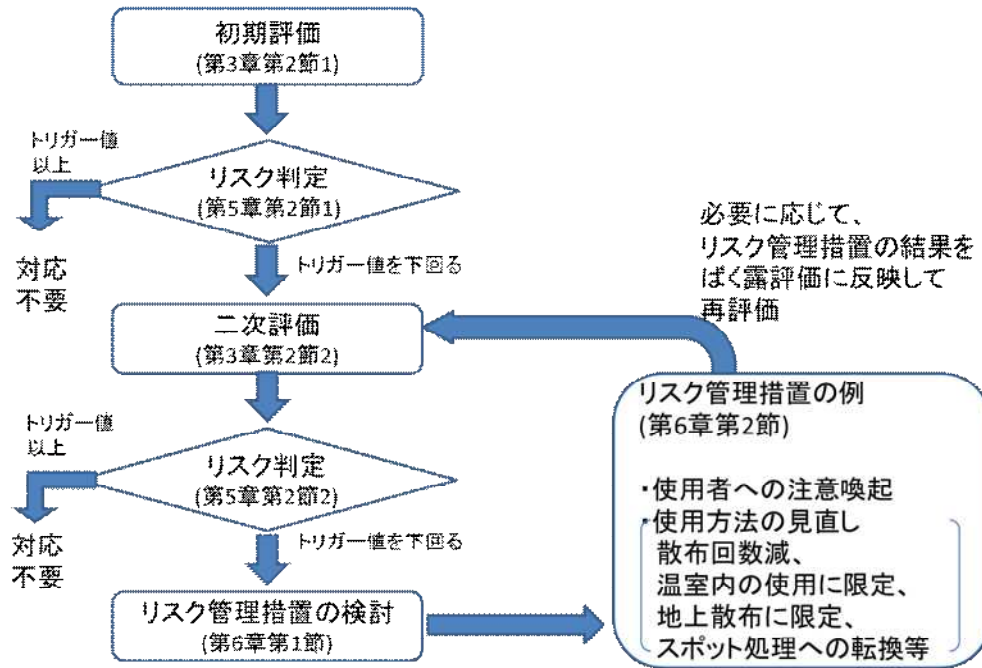 初期評価
(第3章第2節1)
トリガー値
以上
リスク判定
(第5章第2節1)
対応
不要
トリガー値を下回る
二次評価
(第3章第2節2)
トリガー値
以上
リスク判定
(第5章第2節2)
対応
不要
トリガー値を下回る
リスク管理措置の検討
(第6章第1節)
必要に応じて、
リスク管理措置の結果を
ばく露評価に反映して
再評価
リスク管理措置の例
(第6章第2節)
・使用者への注意喚起
・使用方法の見直し
散布回数減、
温室内の使用に限定、
地上散布に限定、
スポット処理への転換等